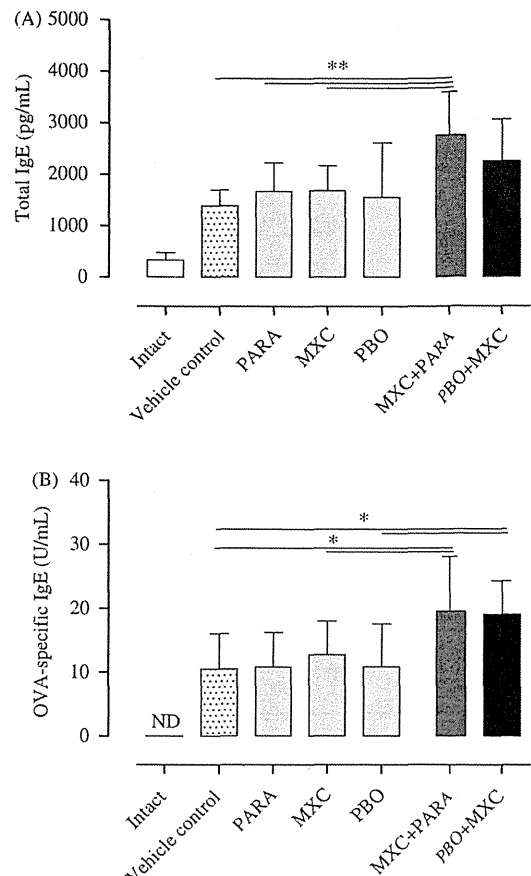 (A)
Total IgE (pg/mL)
5000
4000
3000
2000
1000
0
**
Intact
Vehicle control
PARA
MXC
PBO
MXC+PARA
PBO+MXC
(B)
OVA-specific IgE (U/mL)
40
30
20
10
0
*
*
ND
Intact
Vehicle control
PARA
MXC
PBO
MXC+PARA
PBO+MXC